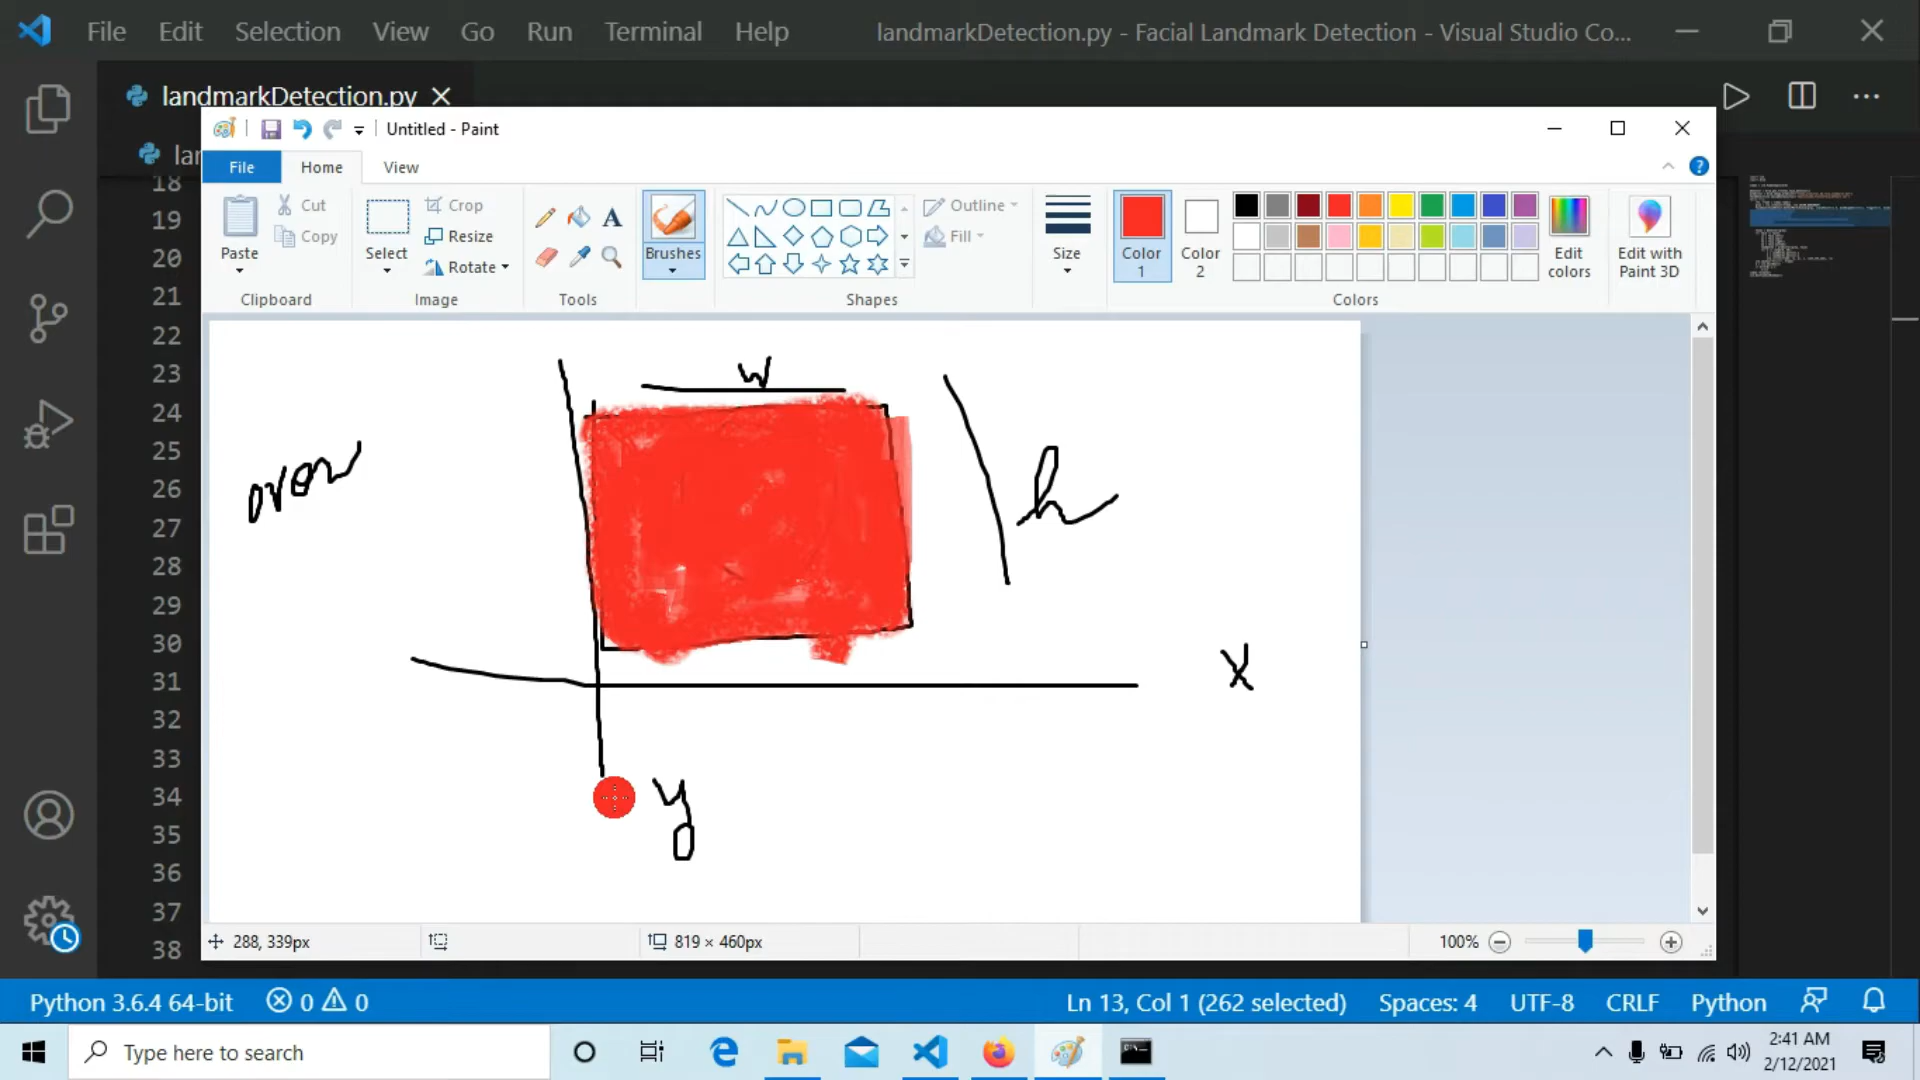 File Edit Selection View Go Run Terminal Help landmarkDetection.py - Facial Landmark Detection - Visual Studio Co...
landmarkDetection.py
Untitled - Paint
lar
File Home View
Paste Cut Copy
Select Crop Resize Rotate
A
Brushes
Outline Fill
Size
Color 1 Color 2
Edit colors
Edit with Paint 3D
Clipboard Image Tools Shapes Colors
18
19
20
21
22
23
24
25
26
27
28
29
30
31
32
33
34
35
36
37
38
w
h
x
y
288, 339px 819 × 460px 100%
Python 3.6.4 64-bit 0 0 Ln 13, Col 1 (262 selected) Spaces: 4 UTF-8 CRLF Python
Type here to search
2:41 AM
2/12/2021